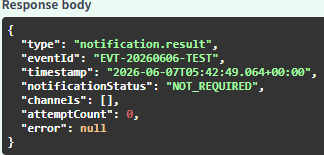 Response body
{
  "type": "notification.result",
  "eventId": "EVT-20260606-TEST",
  "timestamp": "2026-06-07T05:42:49.064+00:00",
  "notificationStatus": "NOT_REQUIRED",
  "channels": [],
  "attemptCount": 0,
  "error": null
}